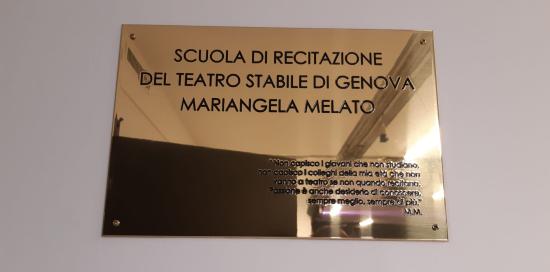 SCUOLA DI RECITAZIONE
DEL TEATRO STABILE DI GENOVA
MARIANGELA MELATO
"Non capisco i giovani che non studiano,
non capisco i colleghi della mia età che non
vanno a teatro se non quando recitano.
Passione è anche desiderio di conoscere,
sempre meglio, sempre di più."
M.M.